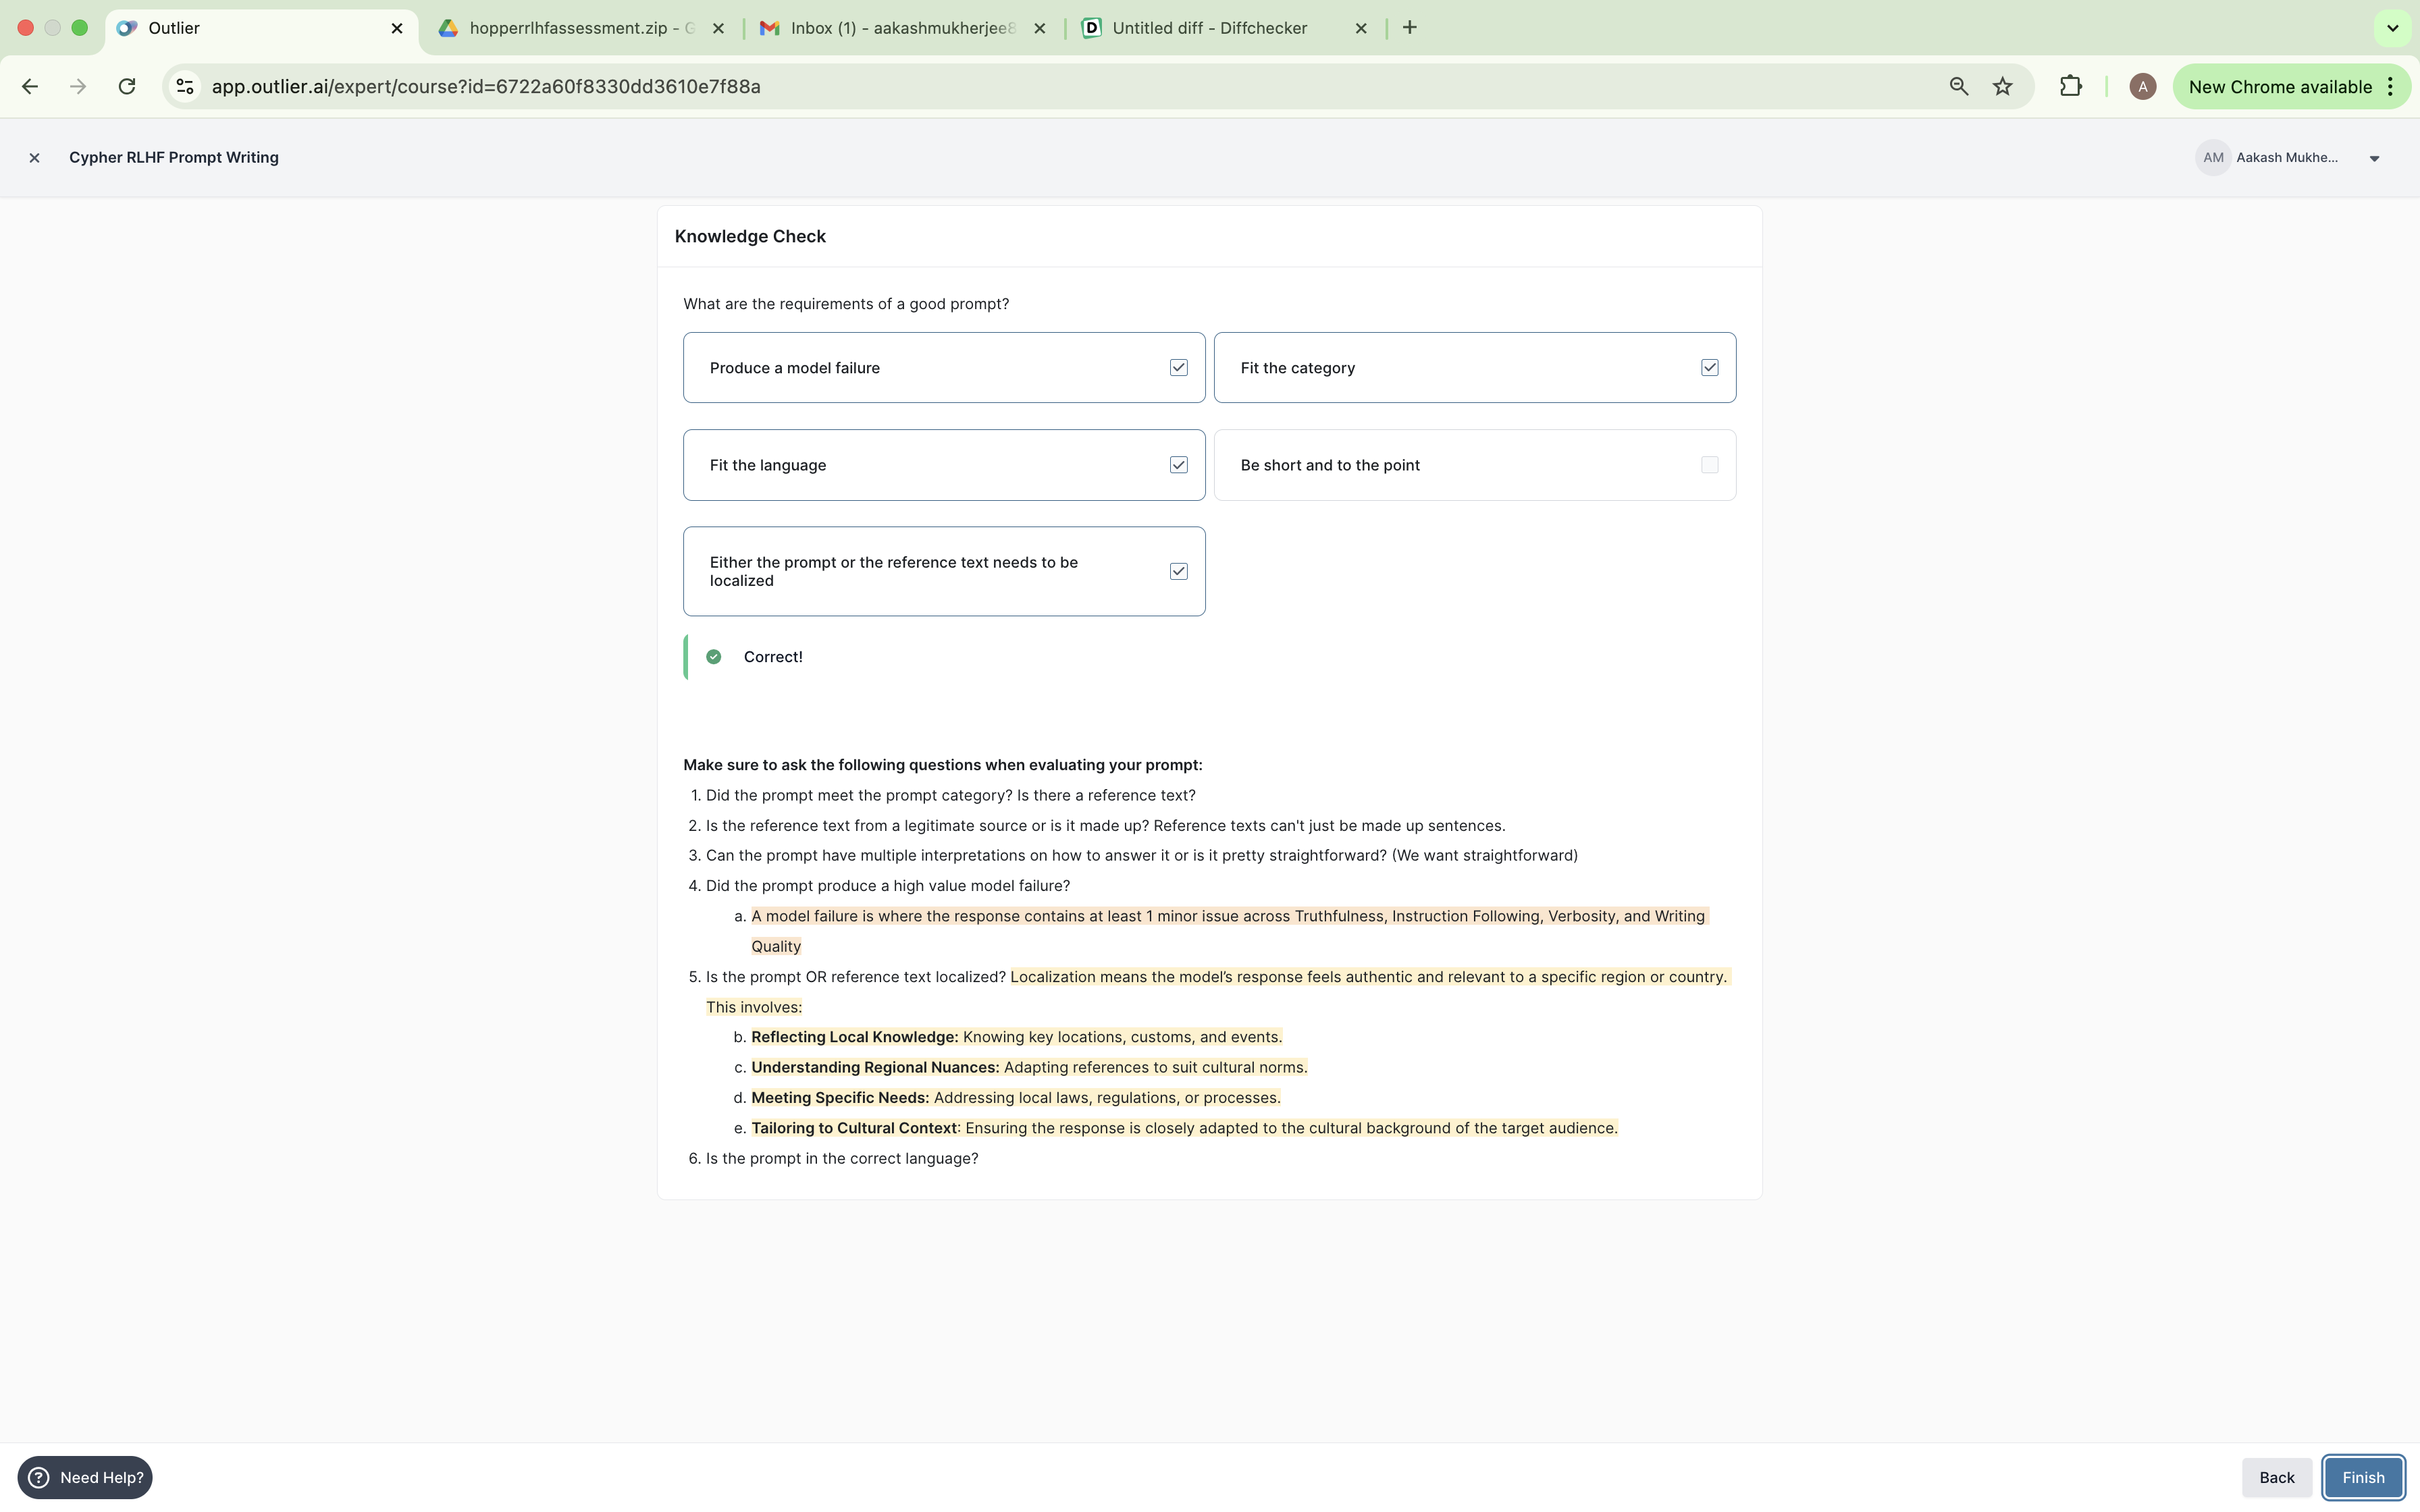 Outlier
hopperrlhfassessment.zip - G
Inbox (1) - aakashmukherjee8
D
Untitled diff - Diffchecker
app.outlier.ai/expert/course?id=6722a60f8330dd3610e7f88a
A
New Chrome available
Cypher RLHF Prompt Writing
AM
Aakash Mukhe...
Knowledge Check
What are the requirements of a good prompt?
Produce a model failure
Fit the category
Fit the language
Be short and to the point
Either the prompt or the reference text needs to be
localized
Correct!
Make sure to ask the following questions when evaluating your prompt:
1. Did the prompt meet the prompt category? Is there a reference text?
2. Is the reference text from a legitimate source or is it made up? Reference texts can't just be made up sentences.
3. Can the prompt have multiple interpretations on how to answer it or is it pretty straightforward? (We want straightforward)
4. Did the prompt produce a high value model failure?
a. A model failure is where the response contains at least 1 minor issue across Truthfulness, Instruction Following, Verbosity, and Writing
Quality
5. Is the prompt OR reference text localized? Localization means the model's response feels authentic and relevant to a specific region or country.
This involves:
b. Reflecting Local Knowledge: Knowing key locations, customs, and events.
c. Understanding Regional Nuances: Adapting references to suit cultural norms.
d. Meeting Specific Needs: Addressing local laws, regulations, or processes.
e. Tailoring to Cultural Context: Ensuring the response is closely adapted to the cultural background of the target audience.
6. Is the prompt in the correct language?
? Need Help?
Back
Finish